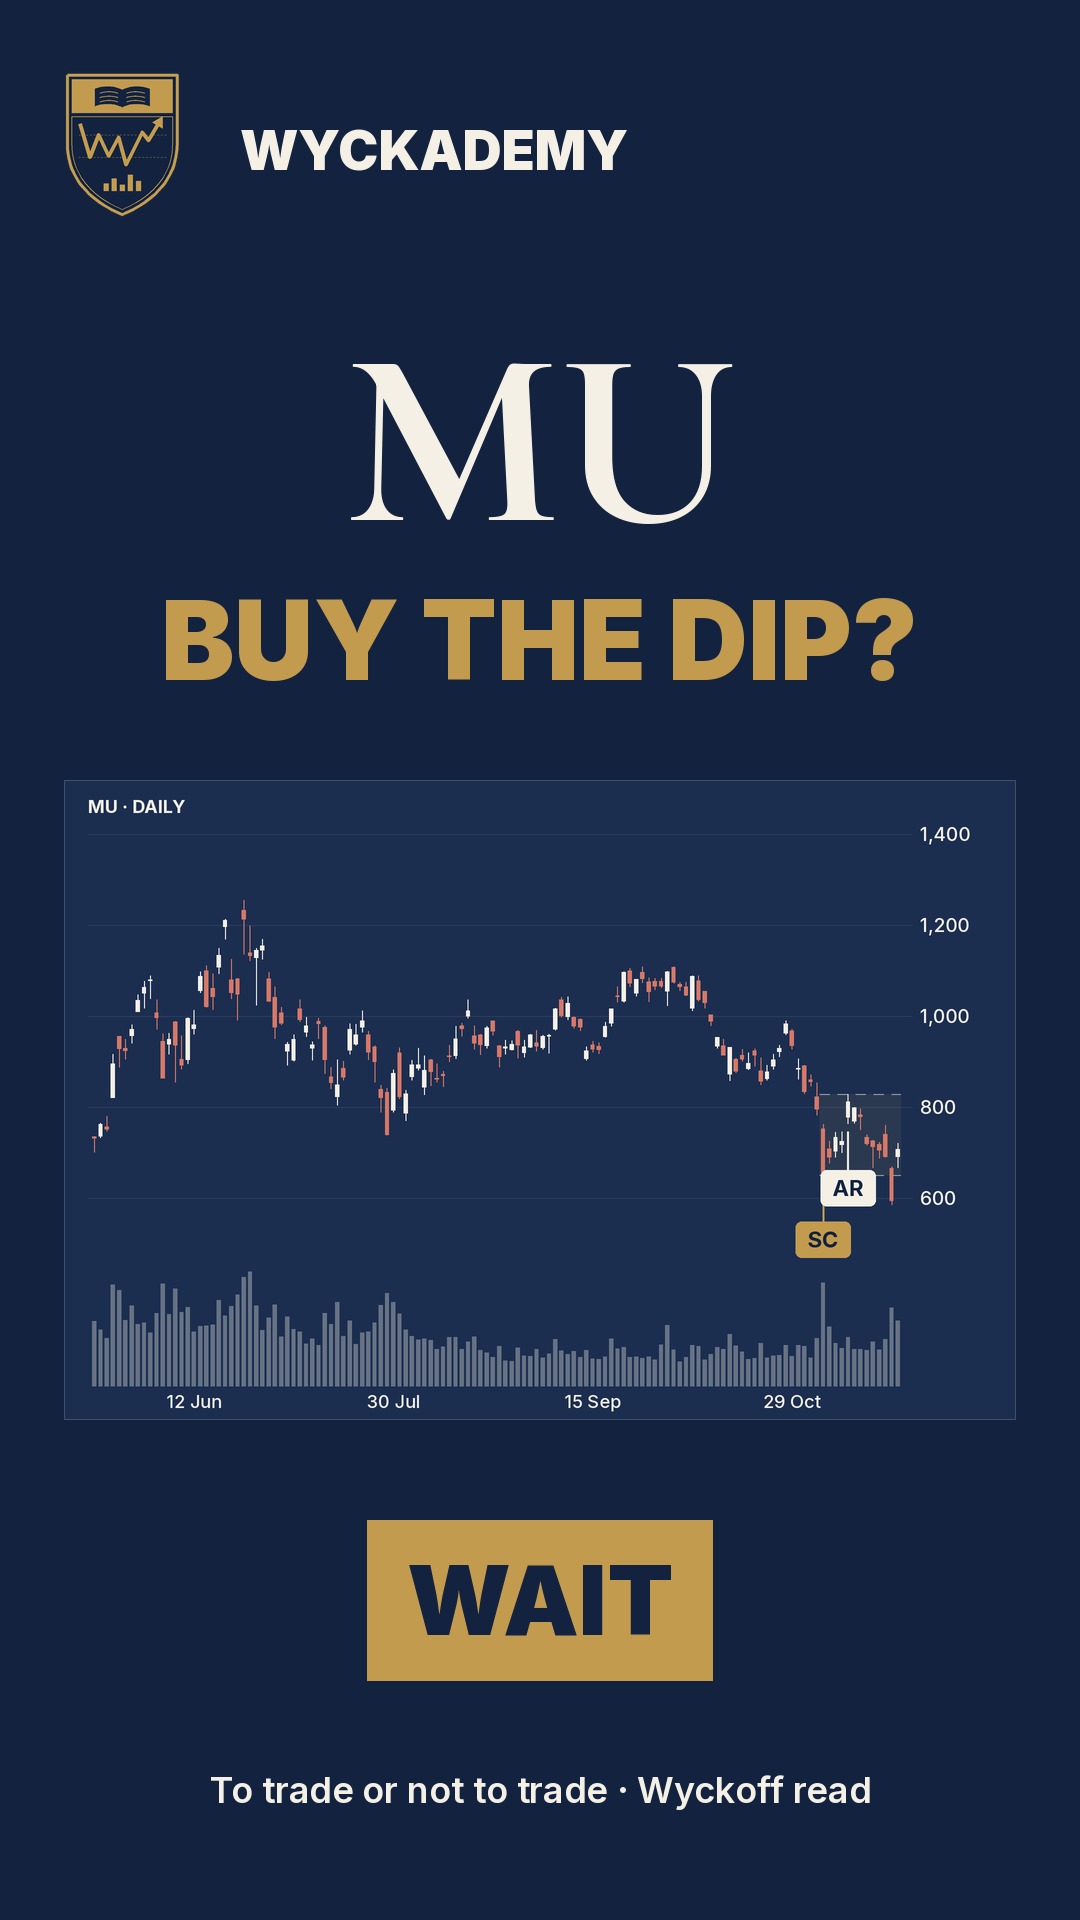 WYCKADEMY
MU
BUY THE DIP?
MU · DAILY
1,400
1,200
1,000
800
600
AR
SC
12 Jun
30 Jul
15 Sep
29 Oct
WAIT
To trade or not to trade · Wyckoff read